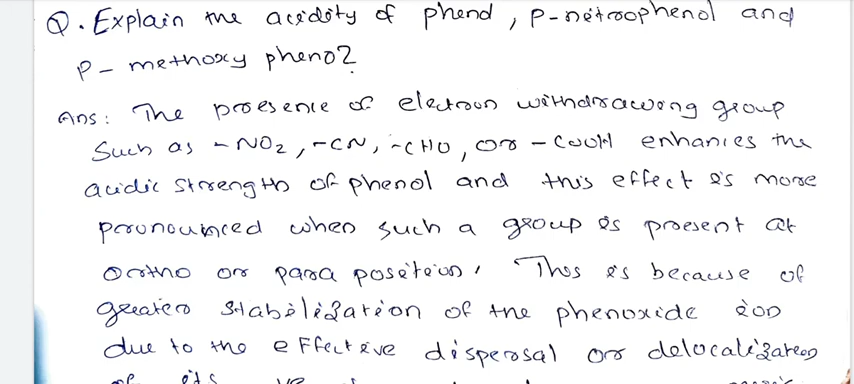 Q. Explain the acidity of phenol, p-nitrophenol and
p- methoxy phenol?
Ans: The presence of electron withdrawing group
Such as -NO2, -CN, -CHO, or -COOH enhances the
acidic strength of phenol and this effect is more
pronounced when such a group is present at
ortho or para position. This is because of
greater stabilization of the phenoxide ion
due to the effective dispersal or delocalization
of its -ve